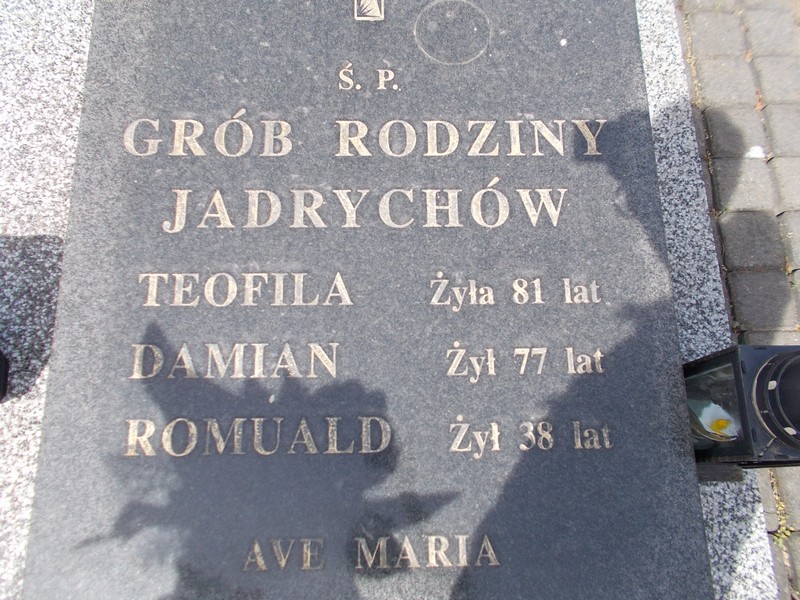 Ś. P.
GRÓB RODZINY
JADRYCHÓW
TEOFILA Żyła 81 lat
DAMIAN Żył 77 lat
ROMUALD Żył 38 lat
AVE MARIA